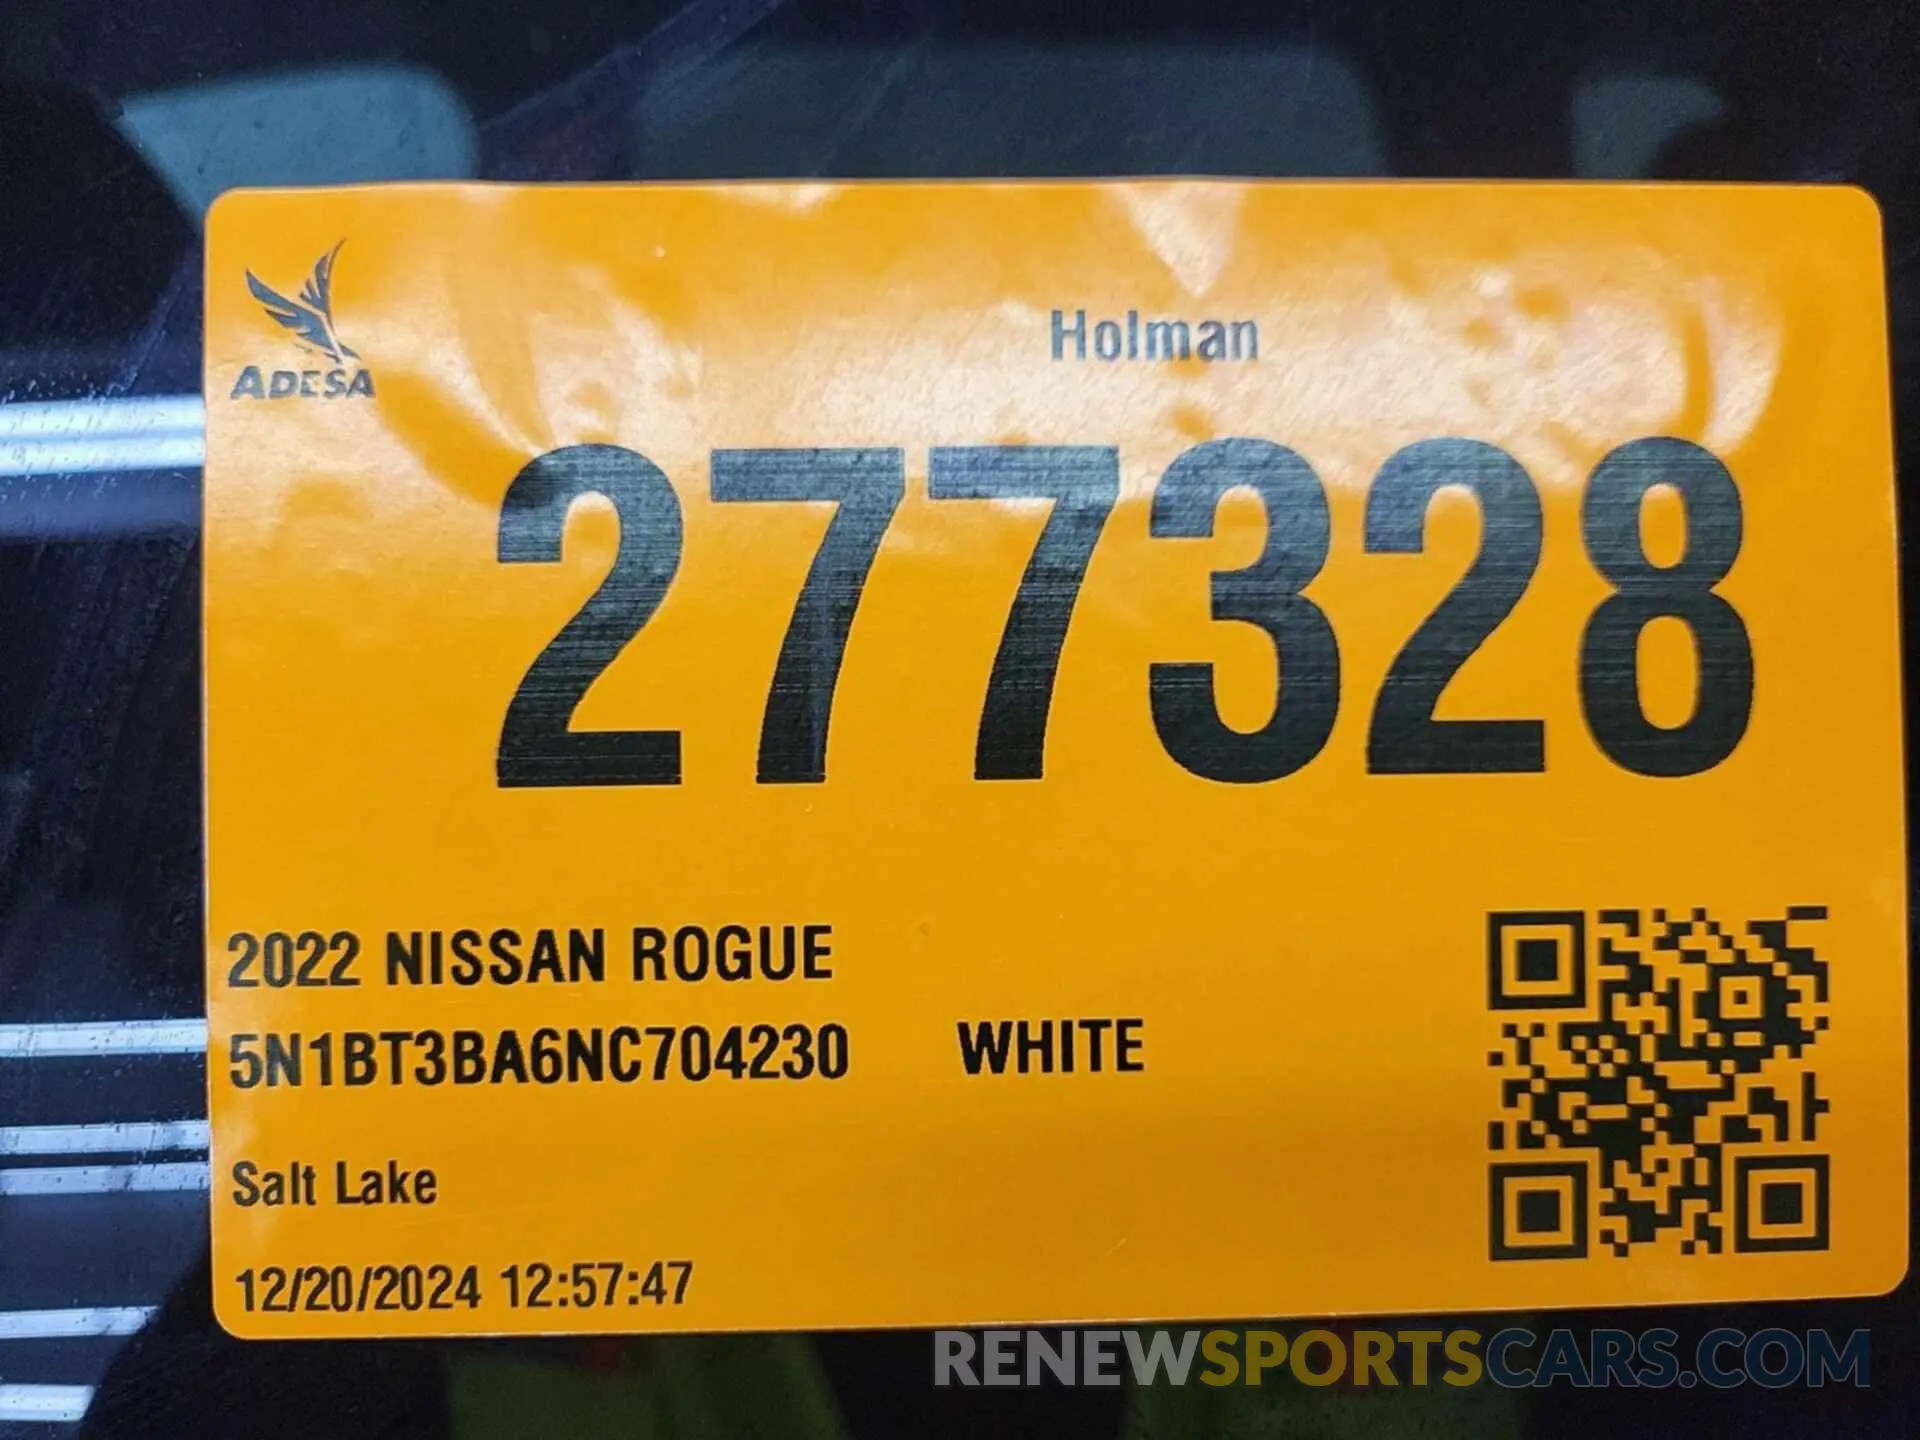 ADESA
Holman
277328
2022 NISSAN ROGUE
5N1BT3BA6NC704230 WHITE
Salt Lake
12/20/2024 12:57:47
RENEWSPORTSCARS.COM